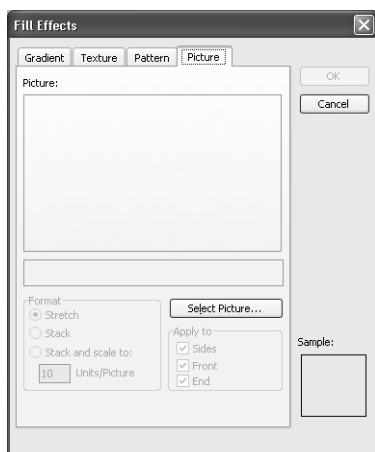 Fill Effects
Gradient Texture Pattern Picture
Picture:
OK
Cancel
Select Picture...
Format
Stretch
Stack
Stack and scale to:
10 Units/Picture
Apply to
Sides
Front
End
Sample: